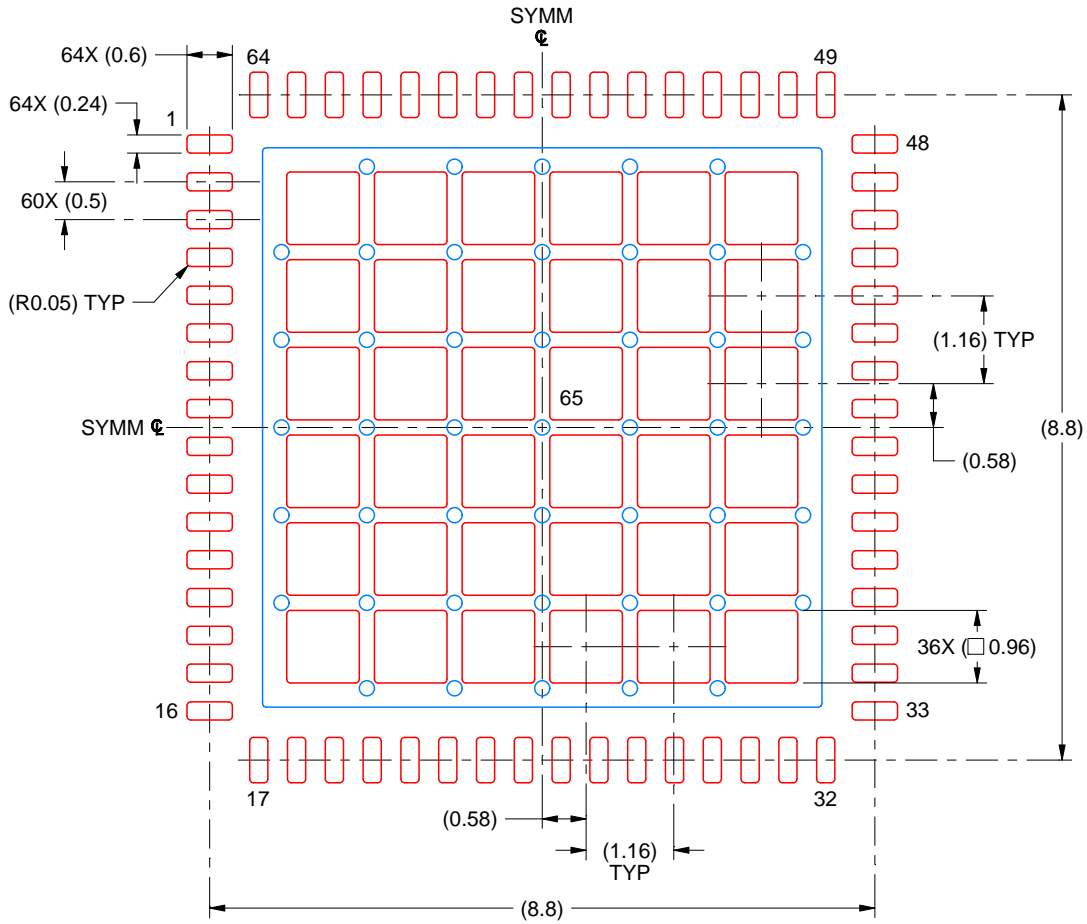 SYMM
℄
64X (0.6)
64
49
64X (0.24)
1
48
60X (0.5)
(R0.05) TYP
(1.16) TYP
65
SYMM ℄
(8.8)
(0.58)
36X (□ 0.96)
16
33
17
32
(0.58)
(1.16)
TYP
(8.8)